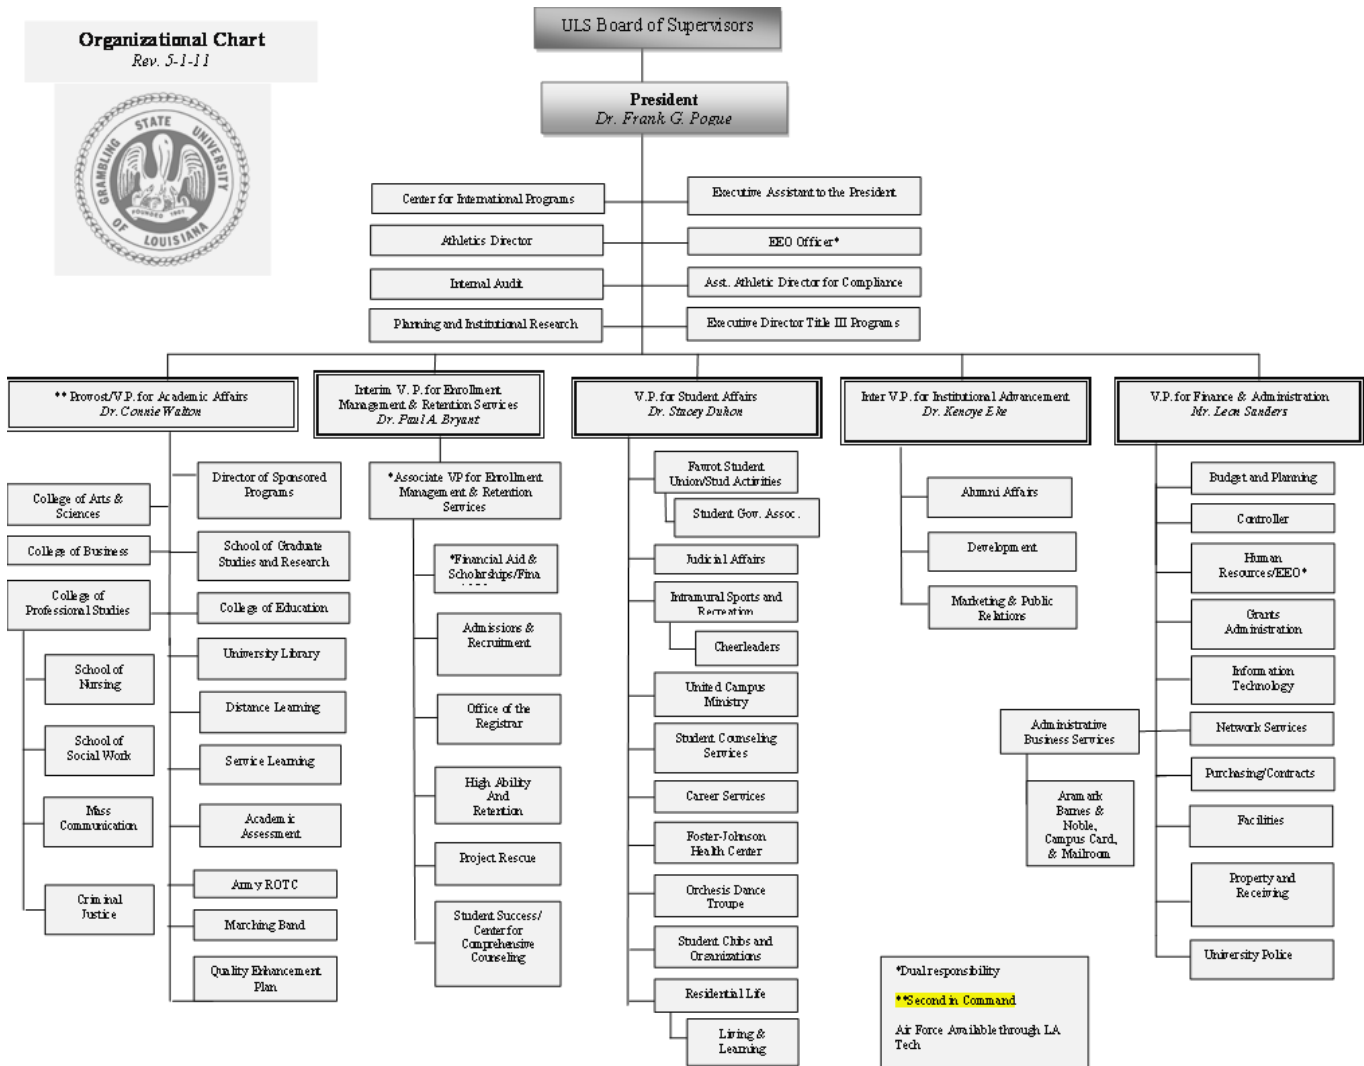 ULS Board of Supervisors
Organizational Chart
Rev. 5-1-11
GRAMBLING STATE UNIVERSITY
OF LOUISIANA
FOUNDED 1901
President
Dr. Frank G. Pogue
Center for International Programs
Executive Assistant to the President
Athletics Director
EEO Officer*
Internal Audit
Asst. Athletic Director for Compliance
Planning and Institutional Research
Executive Director Title III Programs
** Provost/V.P. for Academic Affairs
Dr. Connie Walton
Interim V. P. for Enrollment
Management & Retention Services
Dr. Paul A. Bryant
V.P. for Student Affairs
Dr. Stacey Duhon
Inter V.P. for Institutional Advancement
Dr. Kenoye Eke
V.P. for Finance & Administration
Mr. Leon Sanders
College of Arts &
Sciences
College of Business
College of
Professional Studies
School of
Nursing
School of
Social Work
Mass
Communication
Criminal
Justice
Director of Sponsored
Programs
School of Graduate
Studies and Research
College of Education
University Library
Distance Learning
Service Learning
Academic
Assessment
Army ROTC
Marching Band
Quality Enhancement
Plan
*Associate VP for Enrollment
Management & Retention
Services
*Financial Aid &
Scholarships/Fina
Admissions &
Recruitment
Office of the
Registrar
High Ability
And
Retention
Project Rescue
Student Success/
Center for
Comprehensive
Counseling
Favrot Student
Union/Stud Activities
Student Gov. Assoc.
Judicial Affairs
Intramural Sports and
Recreation
Cheerleaders
United Campus
Ministry
Student Counseling
Services
Career Services
Foster-Johnson
Health Center
Orchesis Dance
Troupe
Student Clubs and
Organizations
Residential Life
Living &
Learning
Alumni Affairs
Development
Marketing & Public
Relations
Administrative
Business Services
Aramark
Barnes &
Noble,
Campus Card,
& Mailroom
Budget and Planning
Controller
Human
Resources/EEO*
Grants
Administration
Information
Technology
Network Services
Purchasing/Contracts
Facilities
Property and
Receiving
University Police
*Dual responsibility
**Second in Command
Air Force Available through LA
Tech